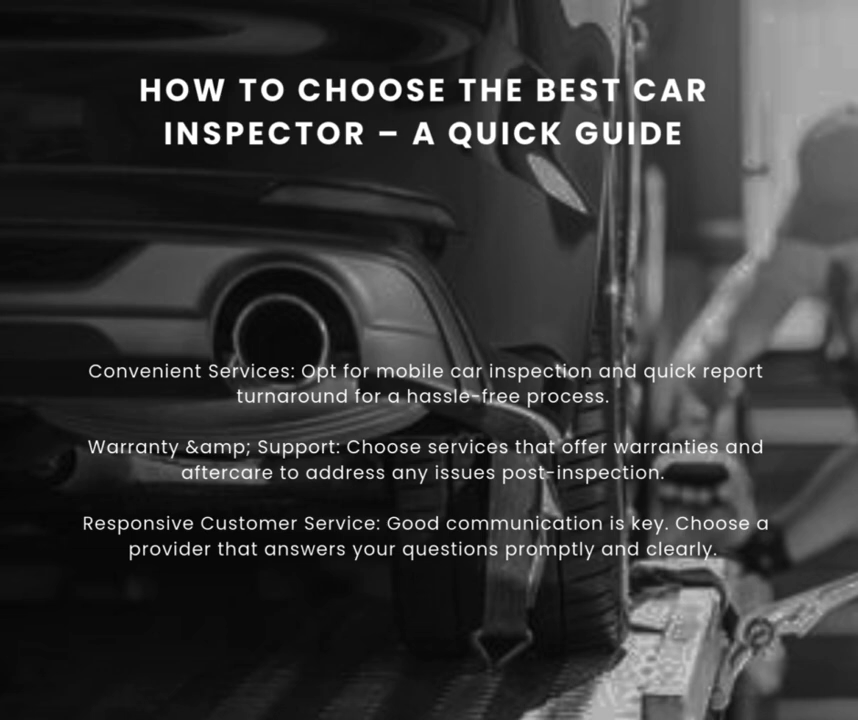 HOW TO CHOOSE THE BEST CAR
INSPECTOR – A QUICK GUIDE
Convenient Services: Opt for mobile car inspection and quick report
turnaround for a hassle-free process.
Warranty &amp; Support: Choose services that offer warranties and
aftercare to address any issues post-inspection.
Responsive Customer Service: Good communication is key. Choose a
provider that answers your questions promptly and clearly.